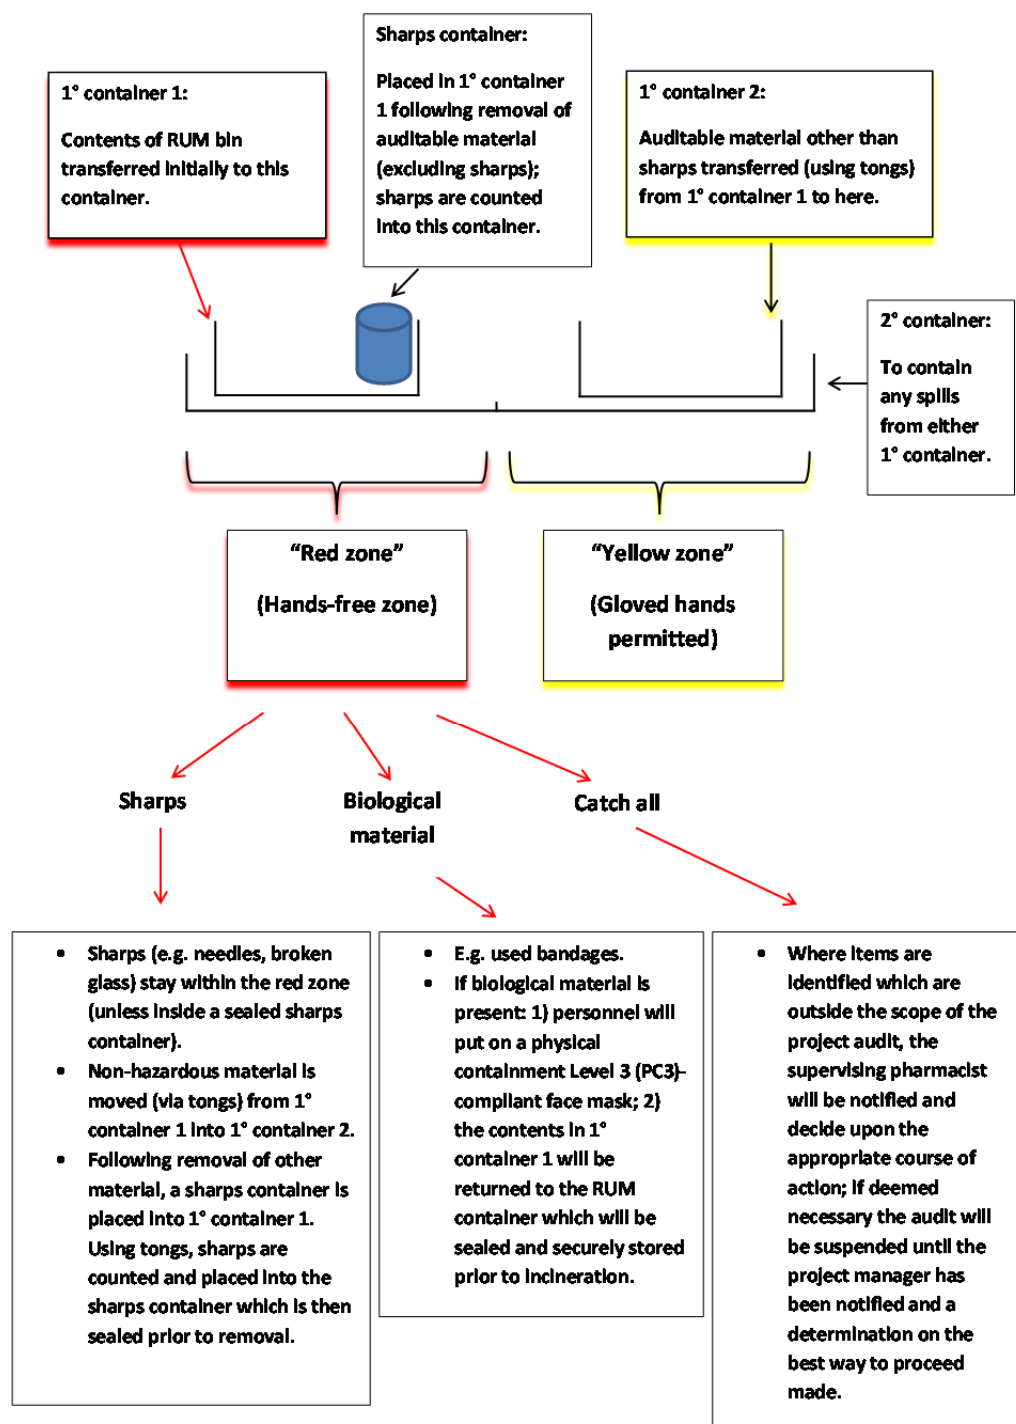 Sharps container:
Placed in 1° container
1 following removal of
auditable material
(excluding sharps);
sharps are counted
into this container.
1° container 1:
Contents of RUM bin
transferred initially to this
container.
1° container 2:
Auditable material other than
sharps transferred (using tongs)
from 1° container 1 to here.
2° container:
To contain
any spills
from either
1° container.
“Red zone”
(Hands-free zone)
“Yellow zone”
(Gloved hands
permitted)
Sharps
Biological
material
Catch all
▪ Sharps (e.g. needles, broken
glass) stay within the red zone
(unless inside a sealed sharps
container).
▪ Non-hazardous material is
moved (via tongs) from 1°
container 1 into 1° container 2.
▪ Following removal of other
material, a sharps container is
placed into 1° container 1.
Using tongs, sharps are
counted and placed into the
sharps container which is then
sealed prior to removal.
▪ E.g. used bandages.
▪ If biological material is
present: 1) personnel will
put on a physical
containment Level 3 (PC3)-
compliant face mask; 2)
the contents in 1°
container 1 will be
returned to the RUM
container which will be
sealed and securely stored
prior to incineration.
▪ Where items are
identified which are
outside the scope of the
project audit, the
supervising pharmacist
will be notified and
decide upon the
appropriate course of
action; if deemed
necessary the audit will
be suspended until the
project manager has
been notified and a
determination on the
best way to proceed
made.